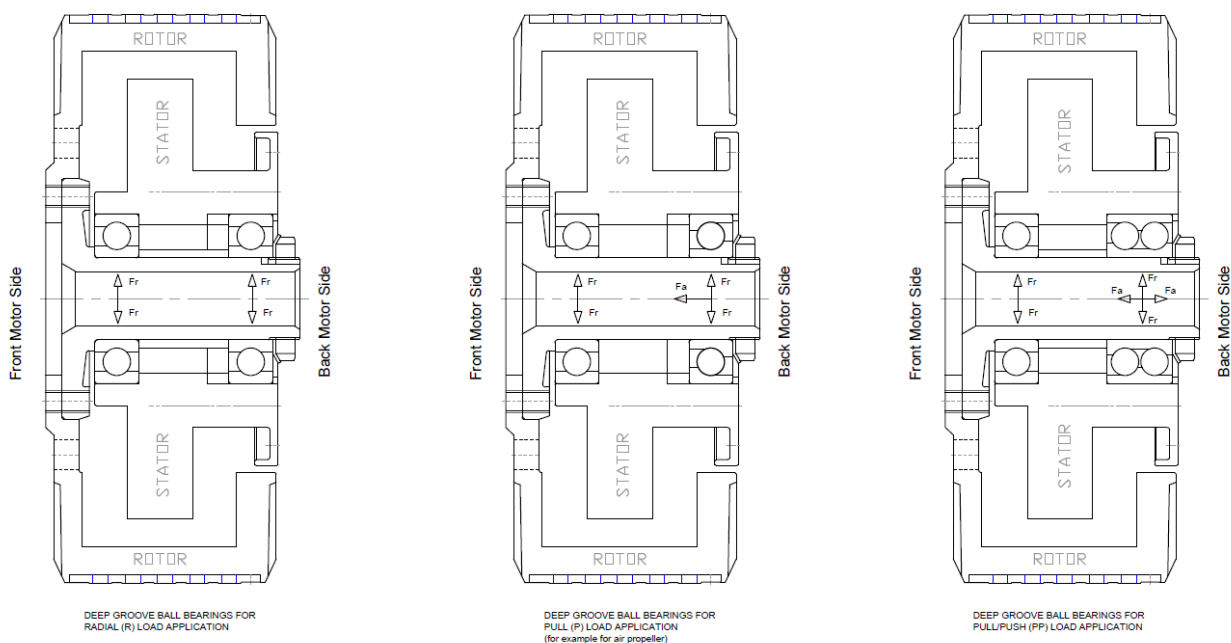 ROTOR
STATOR
Front Motor Side
Fr
Fr
Fr
Fr
Back Motor Side
STATOR
ROTOR
DEEP GROOVE BALL BEARINGS FOR
RADIAL (R) LOAD APPLICATION
ROTOR
STATOR
Front Motor Side
Fr
Fr
Fa
Fr
Fr
Back Motor Side
STATOR
ROTOR
DEEP GROOVE BALL BEARINGS FOR
PULL (P) LOAD APPLICATION
(for example for air propeller)
ROTOR
STATOR
Front Motor Side
Fr
Fr
Fa
Fa
Fr
Fr
Back Motor Side
STATOR
ROTOR
DEEP GROOVE BALL BEARINGS FOR
PULL/PUSH (PP) LOAD APPLICATION